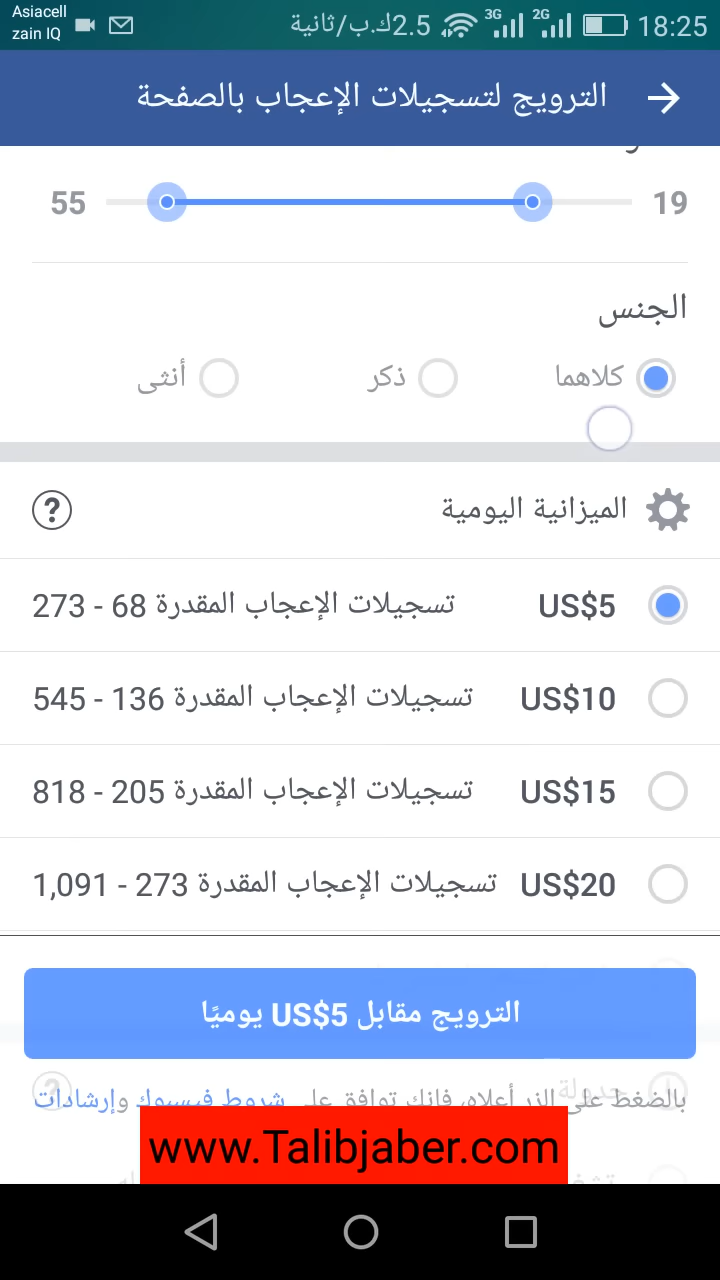 Asiacell
zain IQ
2.5ك.ب/ثانية 3G 2G 18:25
الترويج لتسجيلات الإعجاب بالصفحة
19 55
الجنس
كلاهما ذكر أنثى
الميزانية اليومية ?
US$5 تسجيلات الإعجاب المقدرة 68 - 273
US$10 تسجيلات الإعجاب المقدرة 136 - 545
US$15 تسجيلات الإعجاب المقدرة 205 - 818
US$20 تسجيلات الإعجاب المقدرة 273 - 1,091
الترويج مقابل US$5 يوميًا
جدولة ?
بالضغط على الزر أعلاه، فإنك توافق على شروط فيسبوك وإرشادات
www.Talibjaber.com